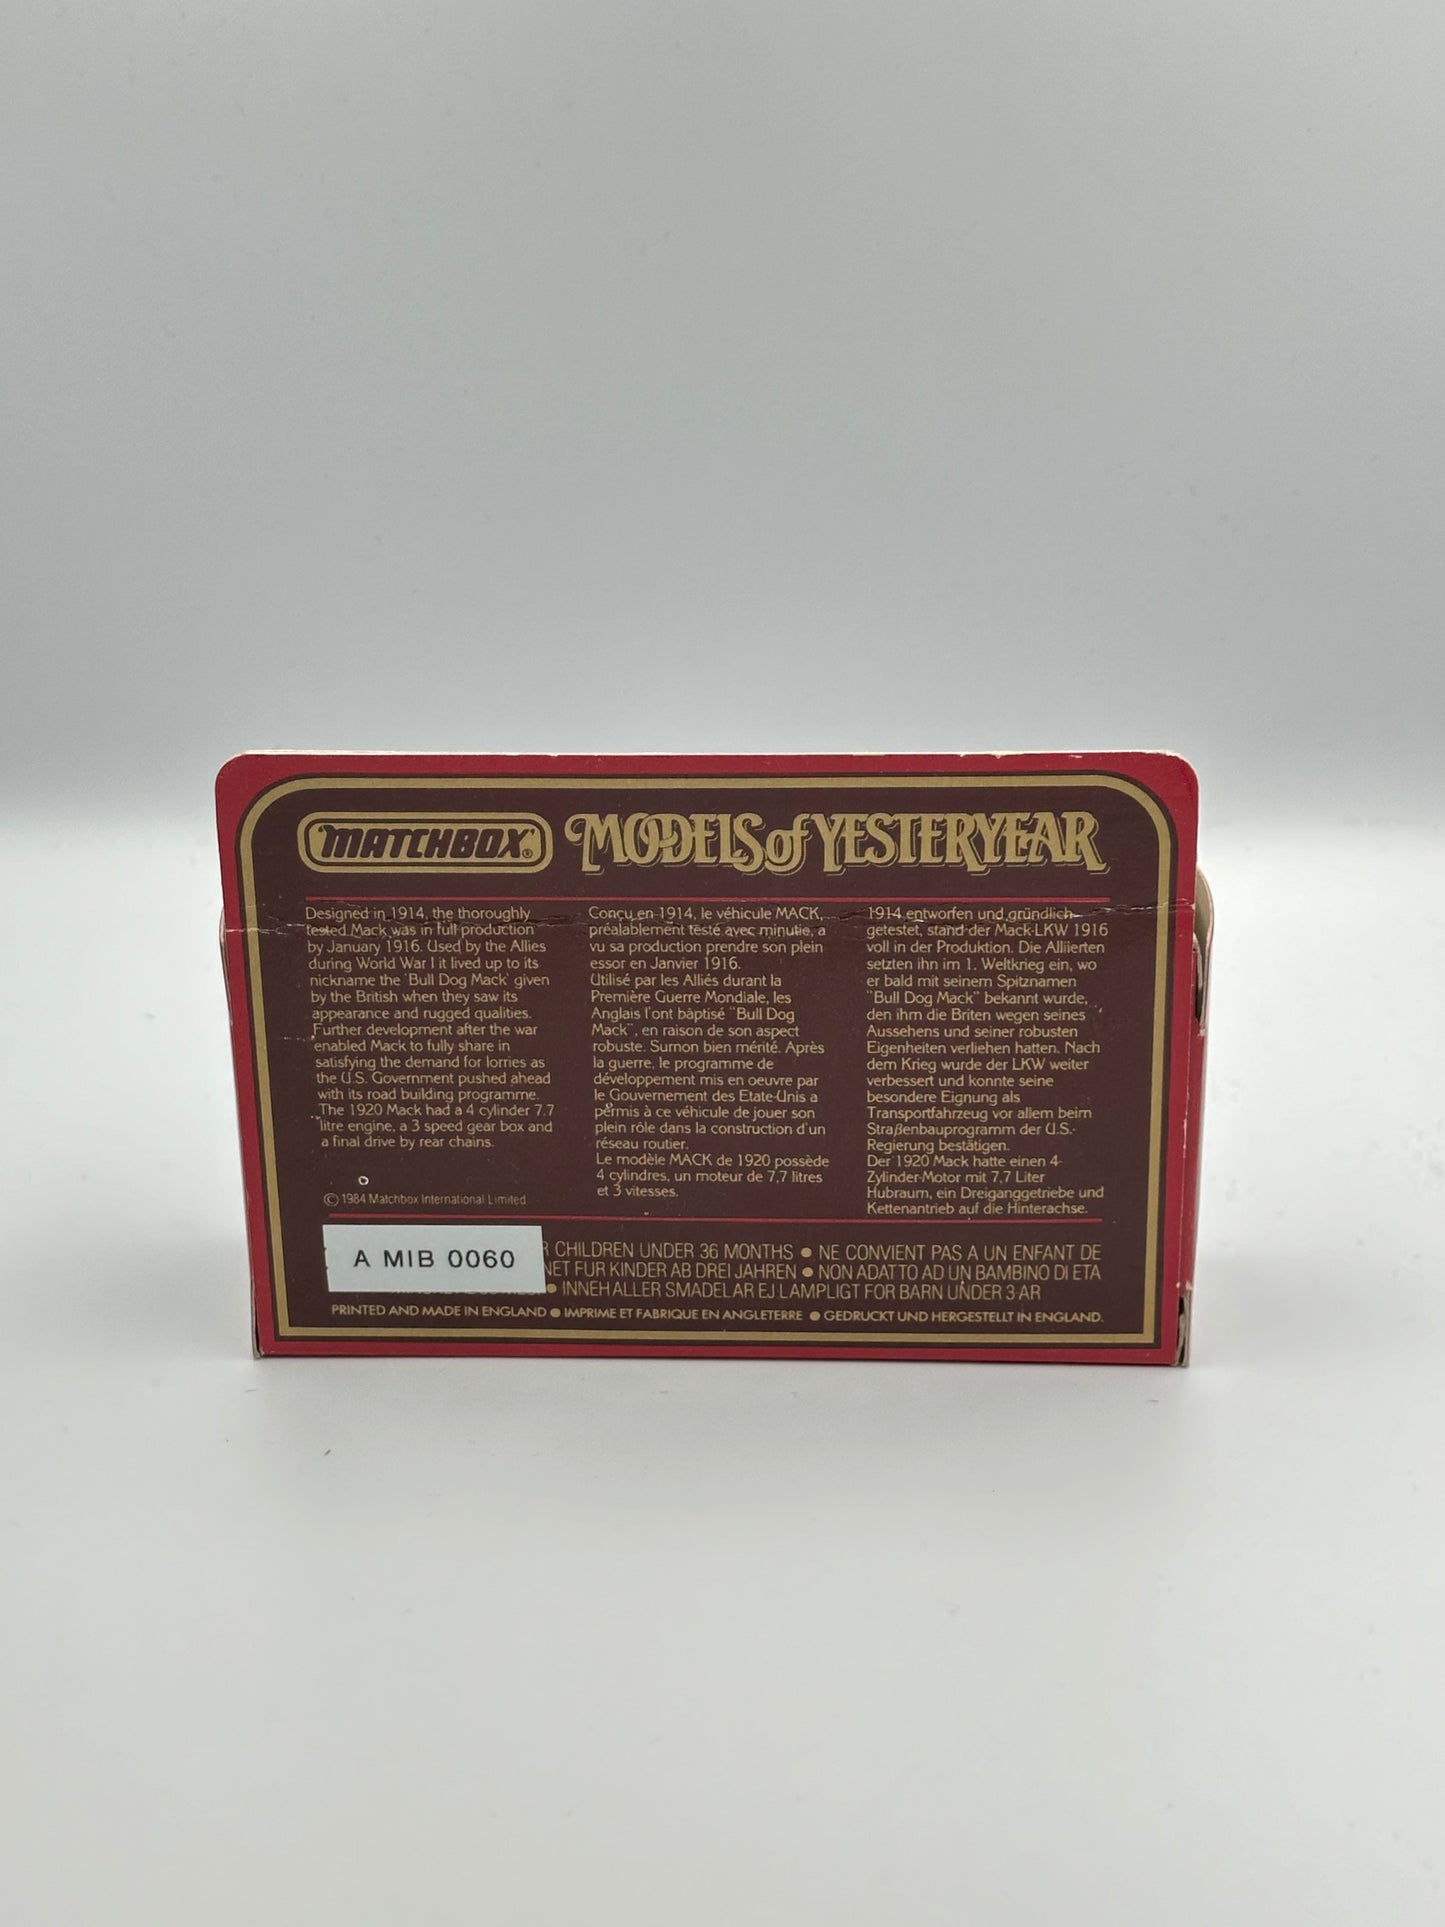 MATCHBOX® MODELS of YESTERYEAR
Designed in 1914, the thoroughly
tested Mack was in full production
by January 1916. Used by the Allies
during World War I it lived up to its
nickname the 'Bull Dog Mack' given
by the British when they saw its
appearance and rugged qualities.
Further development after the war
enabled Mack to fully share in
satisfying the demand for lorries as
the U.S. Government pushed ahead
with its road building programme.
The 1920 Mack had a 4 cylinder 7.7
litre engine, a 3 speed gear box and
a final drive by rear chains.
© 1984 Matchbox International Limited
Conçu en 1914, le véhicule MACK,
préalablement testé avec minutie, a
vu sa production prendre son plein
essor en Janvier 1916.
Utilisé par les Alliés durant la
Première Guerre Mondiale, les
Anglais l'ont bàptisé "Bull Dog
Mack", en raison de son aspect
robuste. Surnon bien mérité. Après
la guerre, le programme de
développement mis en oeuvre par
le Gouvernement des Etats-Unis a
pérmis à ce véhicule de jouer son
plein rôle dans la construction d'un
réseau routier.
Le modèle MACK de 1920 possède
4 cylindres, un moteur de 7,7 litres
et 3 vitesses.
1914 entworfen und gründlich
getestet, stand der Mack-LKW 1916
voll in der Produktion. Die Alliierten
setzten ihn im 1. Weltkrieg ein, wo
er bald mit seinem Spitznamen
"Bull Dog Mack" bekannt wurde,
den ihm die Briten wegen seines
Aussehens und seiner robusten
Eigenheiten verliehen hatten. Nach
dem Krieg wurde der LKW weiter
verbessert und konnte seine
besondere Eignung als
Transportfahrzeug vor allem beim
Straßenbauprogramm der U.S.-
Regierung bestätigen.
Der 1920 Mack hatte einen 4-
Zylinder-Motor mit 7,7 Liter
Hubraum, ein Dreiganggetriebe und
Kettenantrieb auf die Hinterachse.
A MIB 0060
CHILDREN UNDER 36 MONTHS ● NE CONVIENT PAS A UN ENFANT DE
NET FUR KINDER AB DREI JAHREN ● NON ADATTO AD UN BAMBINO DI ETA
● INNEHALLER SMADELAR EJ LAMPLIGT FOR BARN UNDER 3-AR
PRINTED AND MADE IN ENGLAND ● IMPRIME ET FABRIQUE EN ANGLETERRE ● GEDRUCKT UND HERGESTELLT IN ENGLAND.